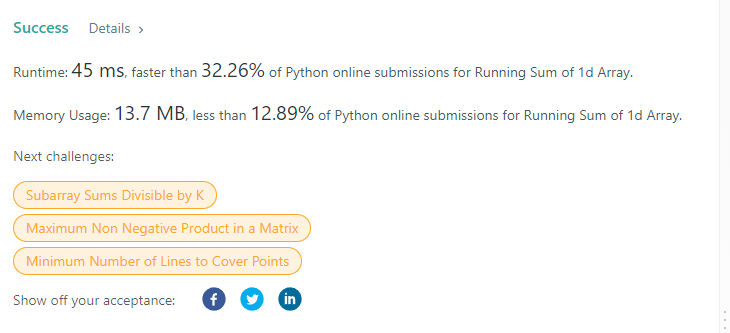 Success Details ›
Runtime: 45 ms, faster than 32.26% of Python online submissions for Running Sum of 1d Array.
Memory Usage: 13.7 MB, less than 12.89% of Python online submissions for Running Sum of 1d Array.
Next challenges:
Subarray Sums Divisible by K
Maximum Non Negative Product in a Matrix
Minimum Number of Lines to Cover Points
Show off your acceptance: f in